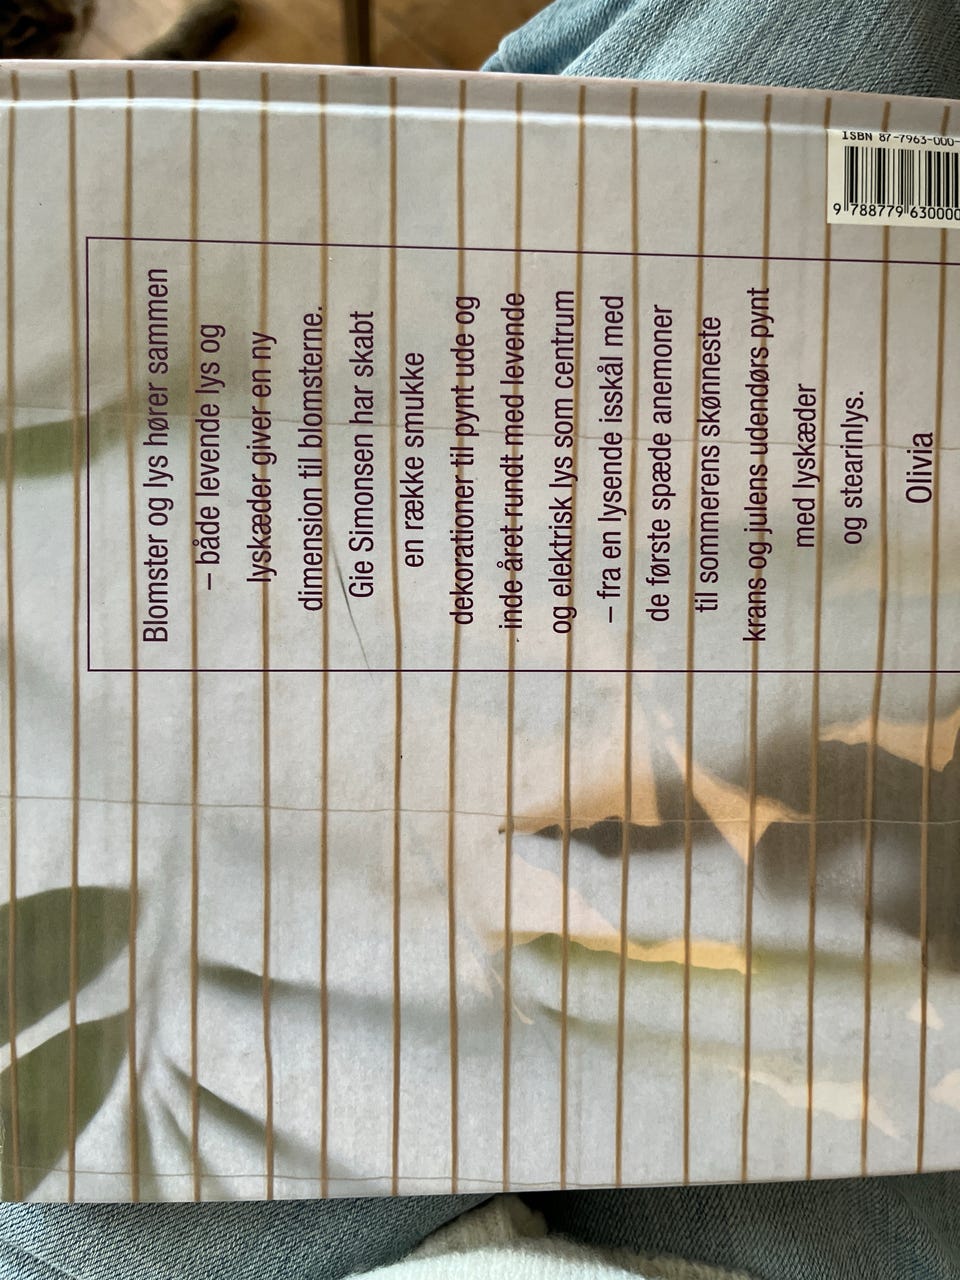 Blomster og lys hører sammen
– både levende lys og
lyskæder giver en ny
dimension til blomsterne.
Gie Simonsen har skabt
en række smukke
dekorationer til pynt ude og
inde året rundt med levende
og elektrisk lys som centrum
– fra en lysende isskål med
de første spæde anemoner
til sommerens skønneste
krans og julens udendørs pynt
med lyskæder
og stearinlys.
Olivia
ISBN 87-7963-000-
9 788779 630000